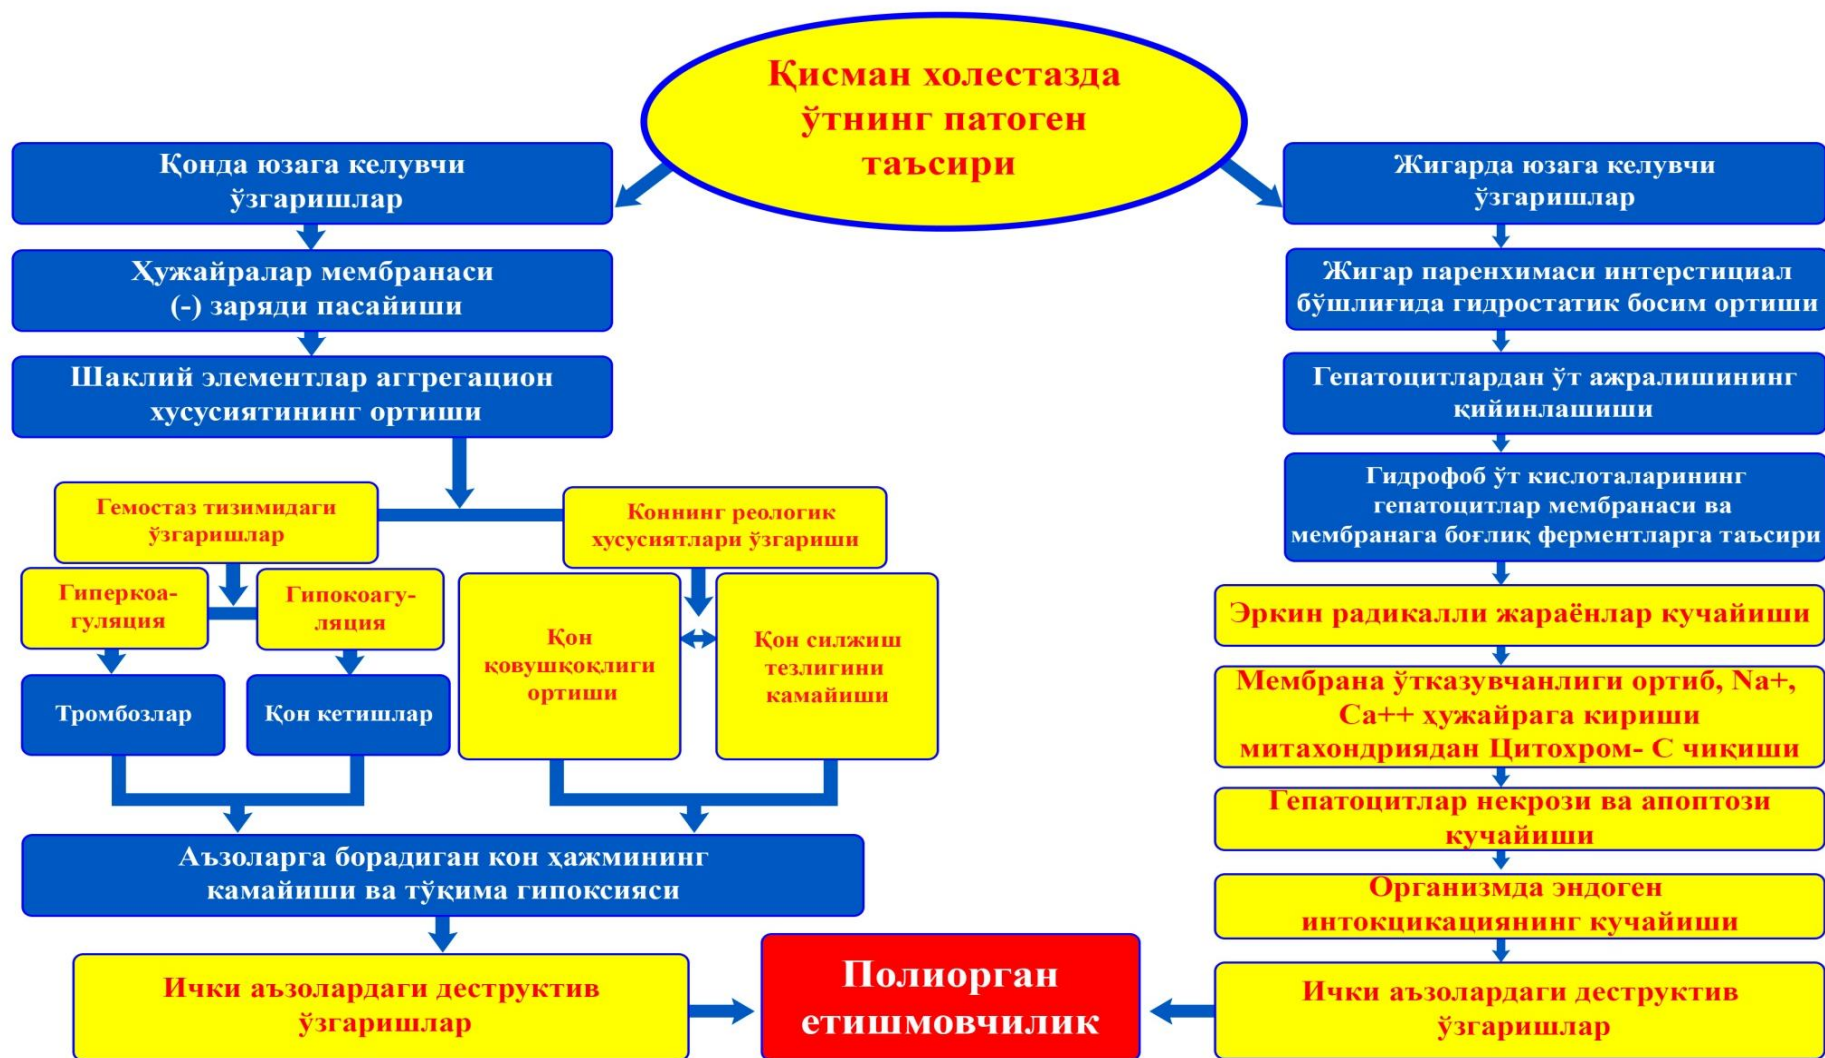 Қисман холестазда
ўтнинг патоген
таъсири
Қонда юзага келувчи
ўзгаришлар
Ҳужайралар мембранаси
(-) заряди пасайиши
Шаклий элементлар аггрегацион
хусусиятининг ортиши
Гемостаз тизимидаги
ўзгаришлар
Коннинг реологик
хусусиятлари ўзгариши
Гиперкоа-
гуляция
Гипокоагу-
ляция
Қон
қовушқоқлиги
ортиши
Қон силжиш
тезлигини
камайиши
Тромбозлар
Қон кетишлар
Аъзоларга борадиган кон ҳажмининг
камайиши ва тўқима гипоксияси
Ички аъзолардаги деструктив
ўзгаришлар
Жигарда юзага келувчи
ўзгаришлар
Жигар паренхимаси интерстициал
бўшлиғида гидростатик босим ортиши
Гепатоцитлардан ўт ажралишининг
қийинлашиши
Гидрофоб ўт кислоталарининг
гепатоцитлар мембранаси ва
мембранага боғлиқ ферментларга таъсири
Эркин радикалли жараёнлар кучайиши
Мембрана ўтказувчанлиги ортиб, Na+,
Ca++ ҳужайрага кириши
митахондриядан Цитохром- С чиқиши
Гепатоцитлар некрози ва апоптози
кучайиши
Организмда эндоген
интокцикациянинг кучайиши
Ички аъзолардаги деструктив
ўзгаришлар
Полиорган
етишмовчилик